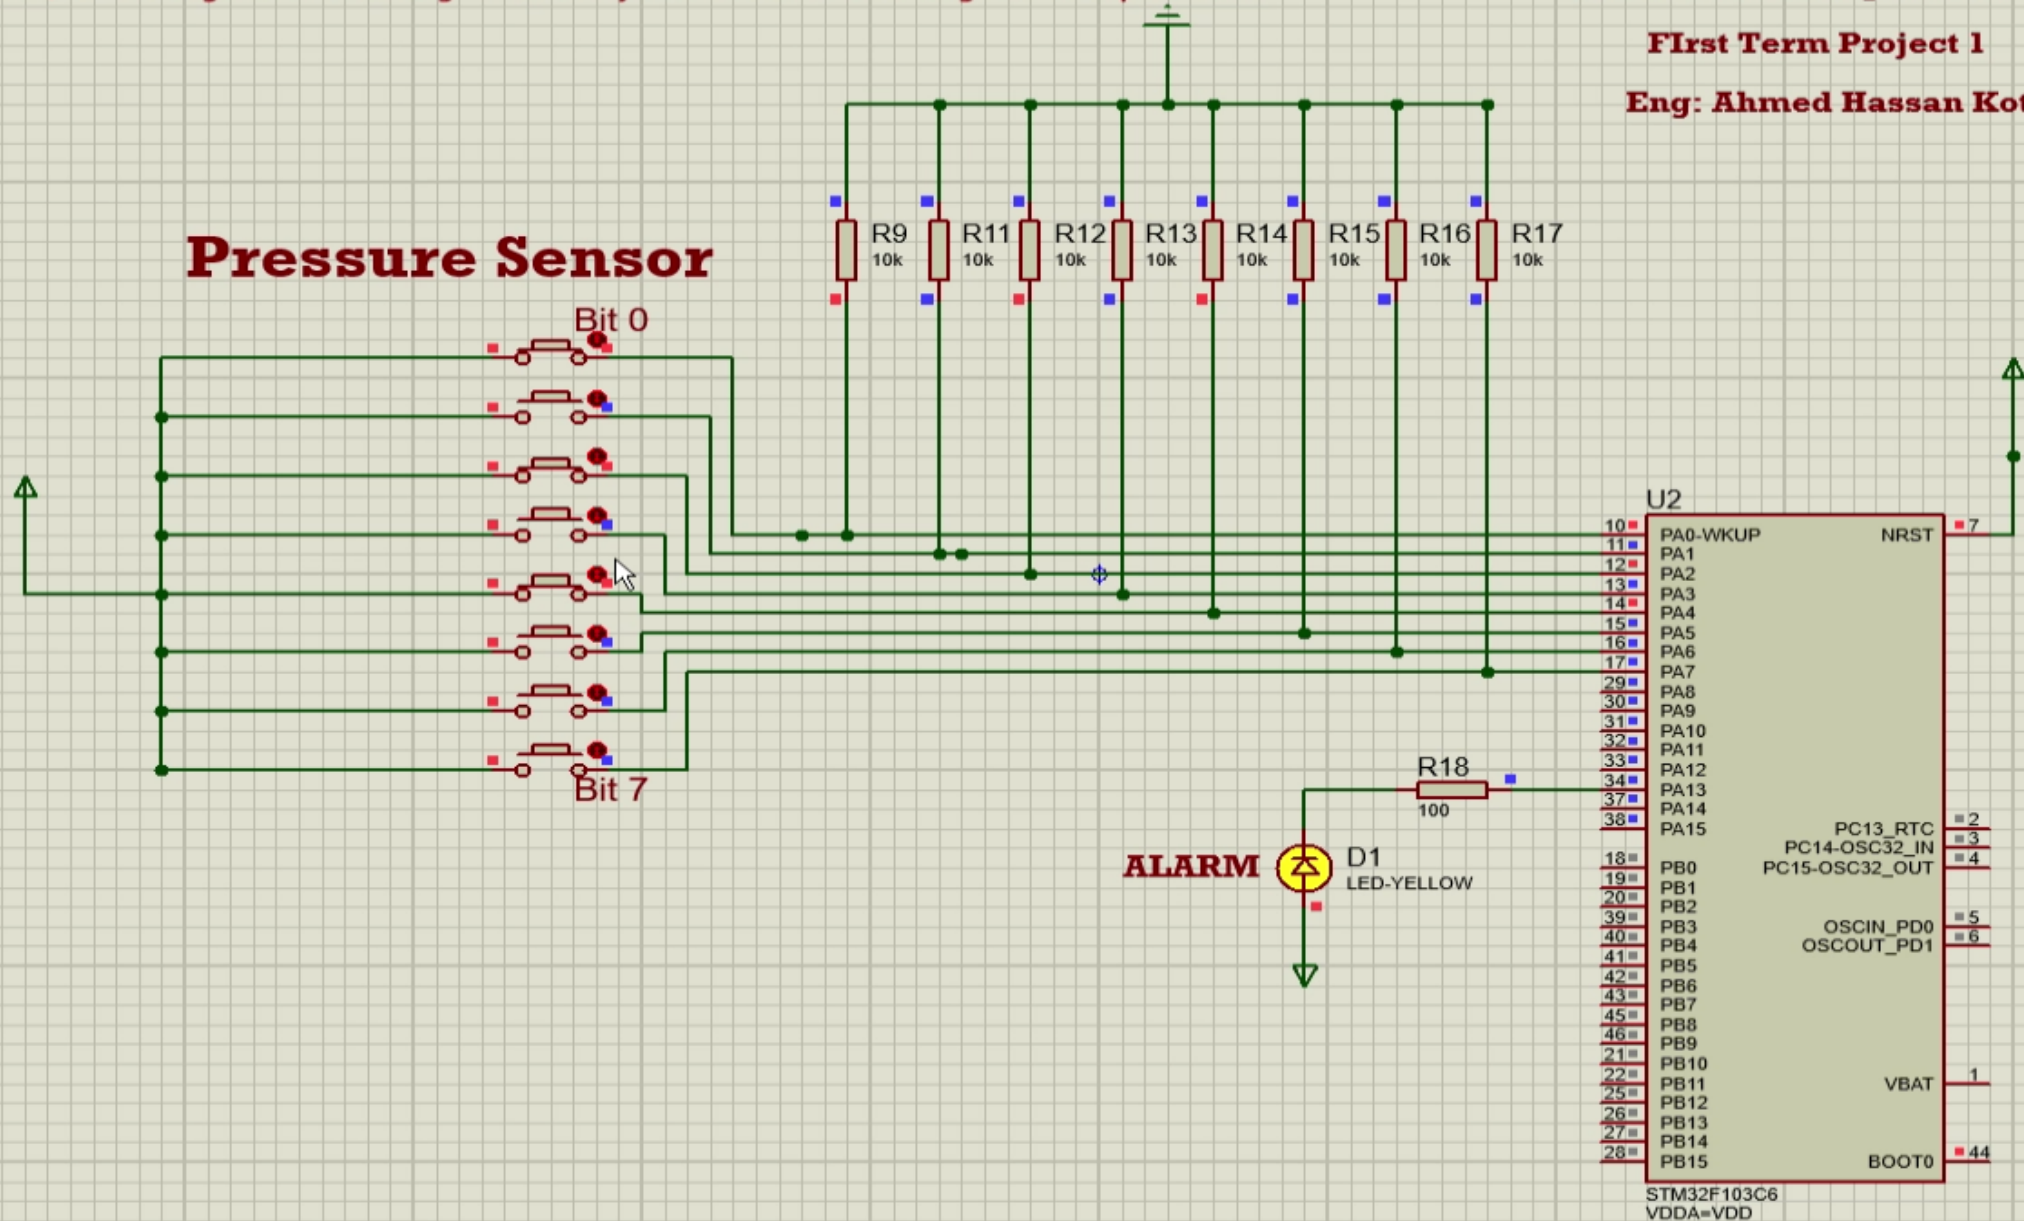 FIrst Term Project 1
Eng: Ahmed Hassan Kot
Pressure Sensor
R9
10k
R11
10k
R12
10k
R13
10k
R14
10k
R15
10k
R16
10k
R17
10k
Bit 0
Bit 7
U2
10 PA0-WKUP
11 PA1
12 PA2
13 PA3
14 PA4
15 PA5
16 PA6
17 PA7
29 PA8
30 PA9
31 PA10
32 PA11
33 PA12
34 PA13
37 PA14
38 PA15
18 PB0
19 PB1
20 PB2
39 PB3
40 PB4
41 PB5
42 PB6
43 PB7
45 PB8
46 PB9
21 PB10
22 PB11
25 PB12
26 PB13
27 PB14
28 PB15
NRST 7
PC13_RTC 2
PC14-OSC32_IN 3
PC15-OSC32_OUT 4
OSCIN_PD0 5
OSCOUT_PD1 6
VBAT 1
BOOT0 44
STM32F103C6
VDDA=VDD
R18
100
ALARM
D1
LED-YELLOW